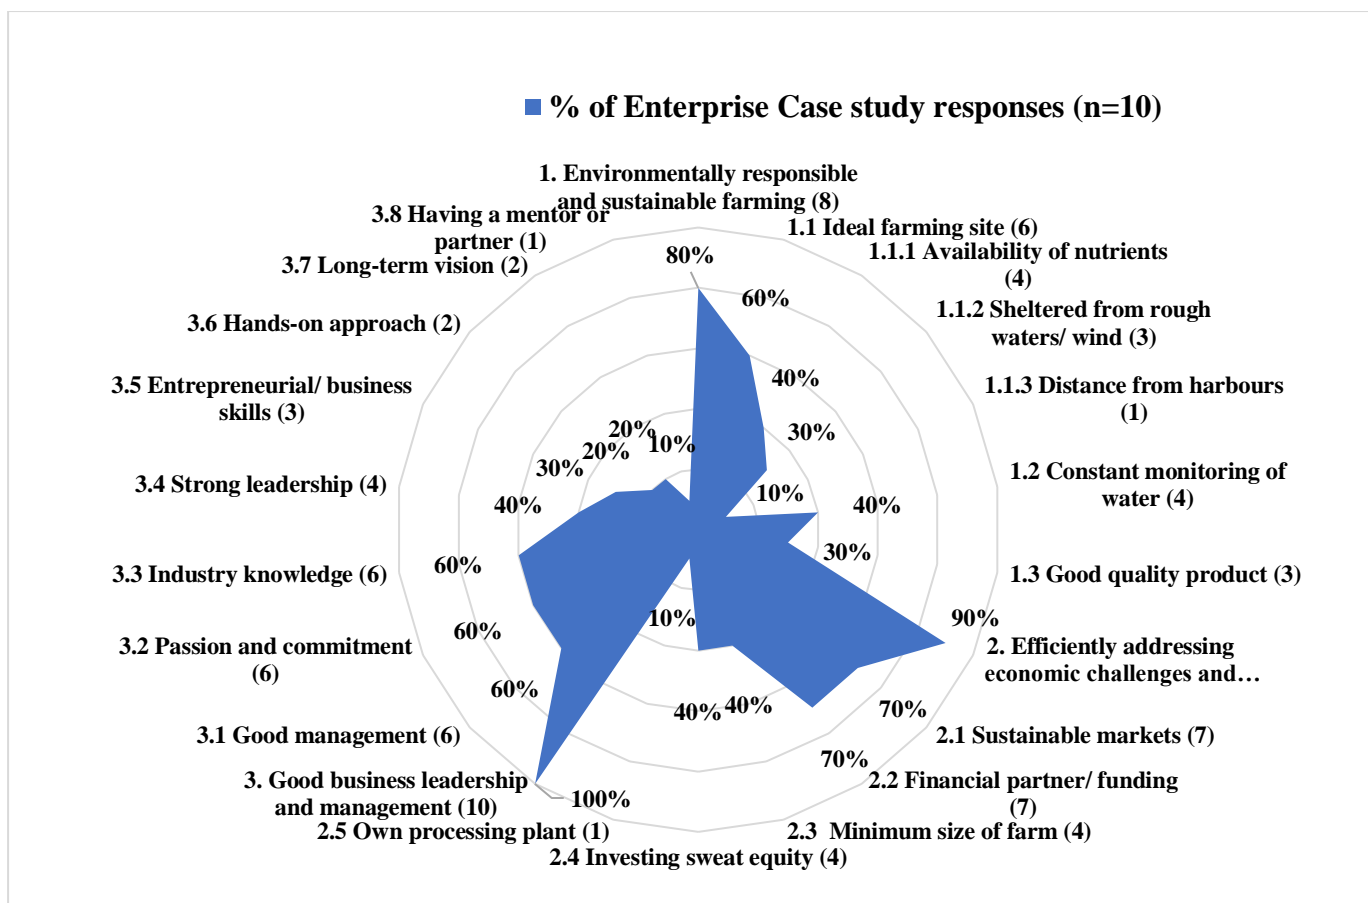 % of Enterprise Case study responses (n=10)
1. Environmentally responsible
and sustainable farming (8)
1.1 Ideal farming site (6)
1.1.1 Availability of nutrients
(4)
1.1.2 Sheltered from rough
waters/ wind (3)
1.1.3 Distance from harbours
(1)
1.2 Constant monitoring of
water (4)
1.3 Good quality product (3)
2. Efficiently addressing
economic challenges and…
2.1 Sustainable markets (7)
2.2 Financial partner/ funding
(7)
2.3 Minimum size of farm (4)
2.4 Investing sweat equity (4)
2.5 Own processing plant (1)
3. Good business leadership
and management (10)
3.1 Good management (6)
3.2 Passion and commitment
(6)
3.3 Industry knowledge (6)
3.4 Strong leadership (4)
3.5 Entrepreneurial/ business
skills (3)
3.6 Hands-on approach (2)
3.7 Long-term vision (2)
3.8 Having a mentor or
partner (1)
80%
60%
40%
30%
10%
40%
30%
90%
70%
70%
40%
40%
10%
100%
60%
60%
60%
40%
30%
20%
20%
10%